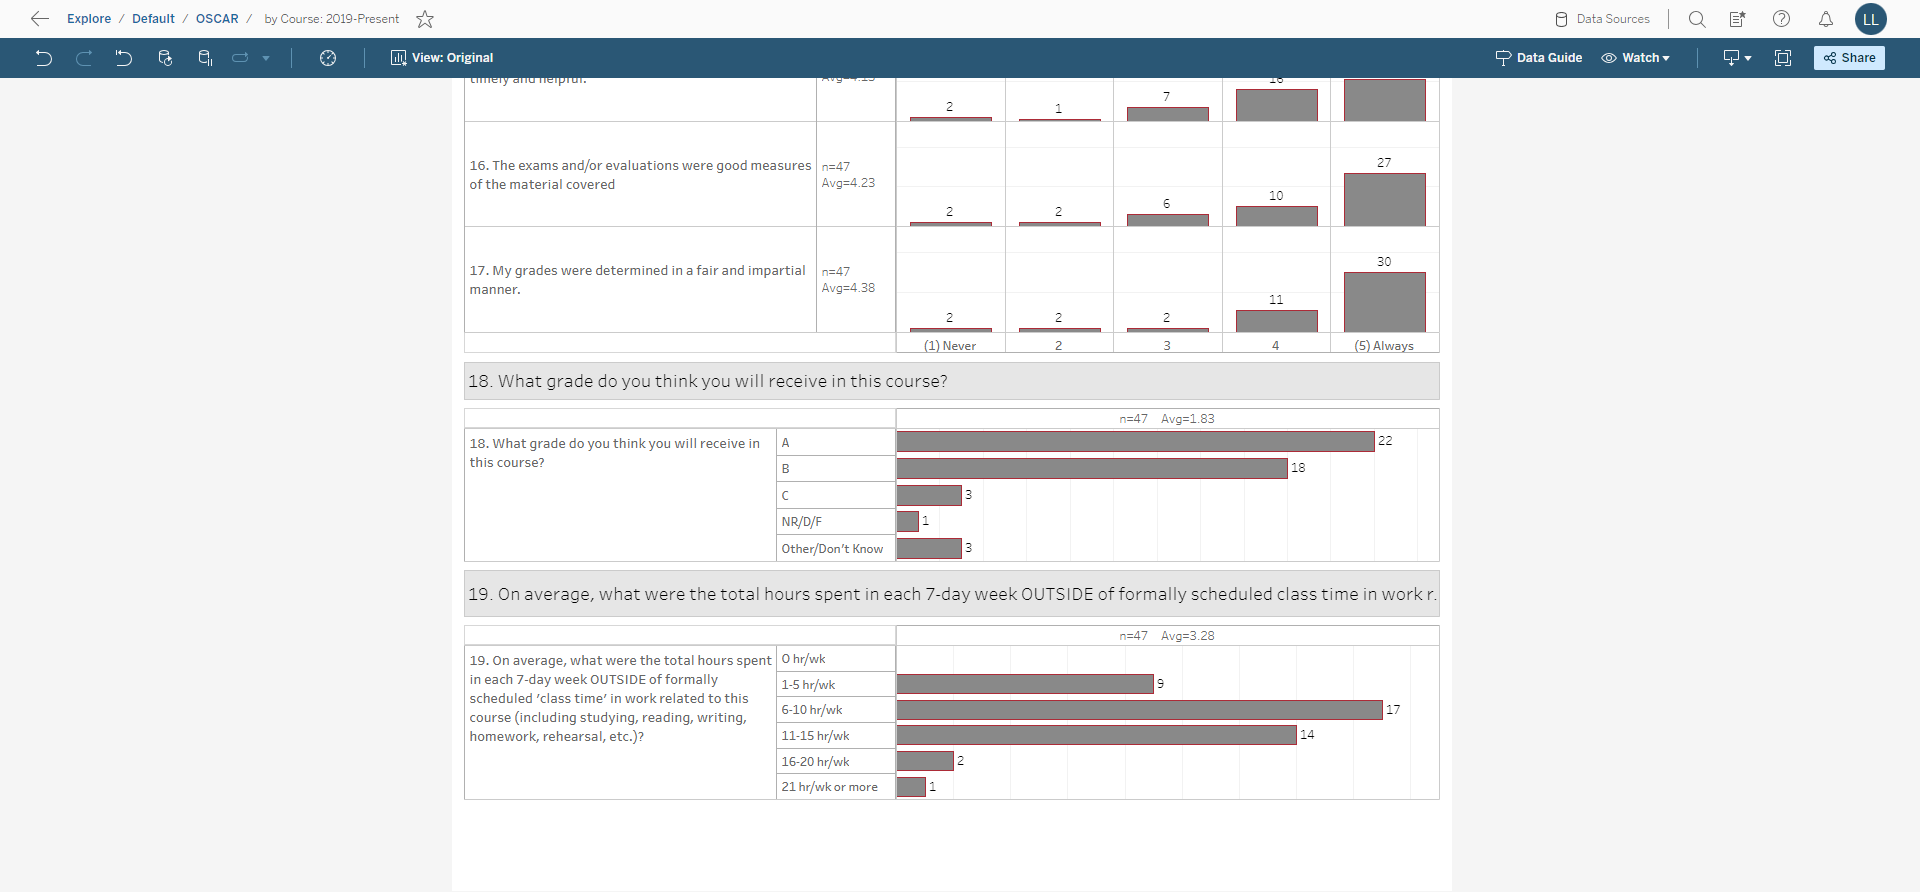 Explore / Default / OSCAR / by Course: 2019-Present
Data Sources
LL
View: Original
Data Guide
Watch
Share
timely and helpful.
Avg=4.15
2
1
7
16
16. The exams and/or evaluations were good measures
of the material covered
n=47
Avg=4.23
2
2
6
10
27
17. My grades were determined in a fair and impartial
manner.
n=47
Avg=4.38
2
2
2
11
30
(1) Never
2
3
4
(5) Always
18. What grade do you think you will receive in this course?
n=47 Avg=1.83
18. What grade do you think you will receive in
this course?
A
22
B
18
C
3
NR/D/F
1
Other/Don't Know
3
19. On average, what were the total hours spent in each 7-day week OUTSIDE of formally scheduled class time in work r.
n=47 Avg=3.28
19. On average, what were the total hours spent
in each 7-day week OUTSIDE of formally
scheduled ‘class time’ in work related to this
course (including studying, reading, writing,
homework, rehearsal, etc.)?
0 hr/wk
1-5 hr/wk
9
6-10 hr/wk
17
11-15 hr/wk
14
16-20 hr/wk
2
21 hr/wk or more
1